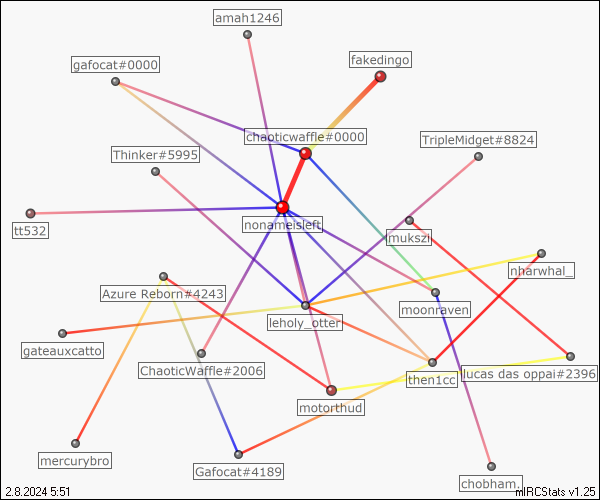 amah1246
fakedingo
gafocat#0000
chaoticwaffle#0000
TripleMidget#8824
Thinker#5995
tt532
nonameisleft
mukszi
nharwhal_
Azure Reborn#4243
moonraven
leholy_otter
gateauxcatto
ChaoticWaffle#2006
then1cc
lucas das oppai#2396
motorthud
mercurybro
Gafocat#4189
chobham.
2.8.2024 5:51
mIRCStats v1.25